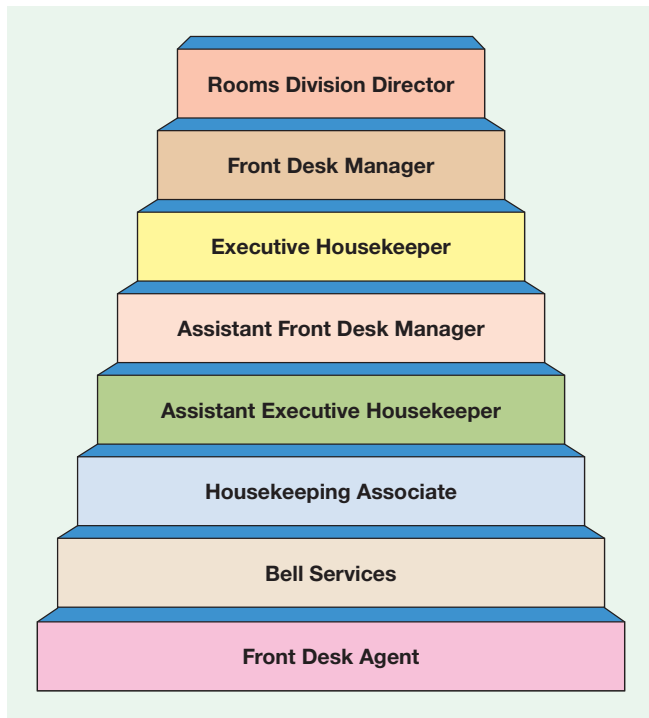 Rooms Division Director
Front Desk Manager
Executive Housekeeper
Assistant Front Desk Manager
Assistant Executive Housekeeper
Housekeeping Associate
Bell Services
Front Desk Agent